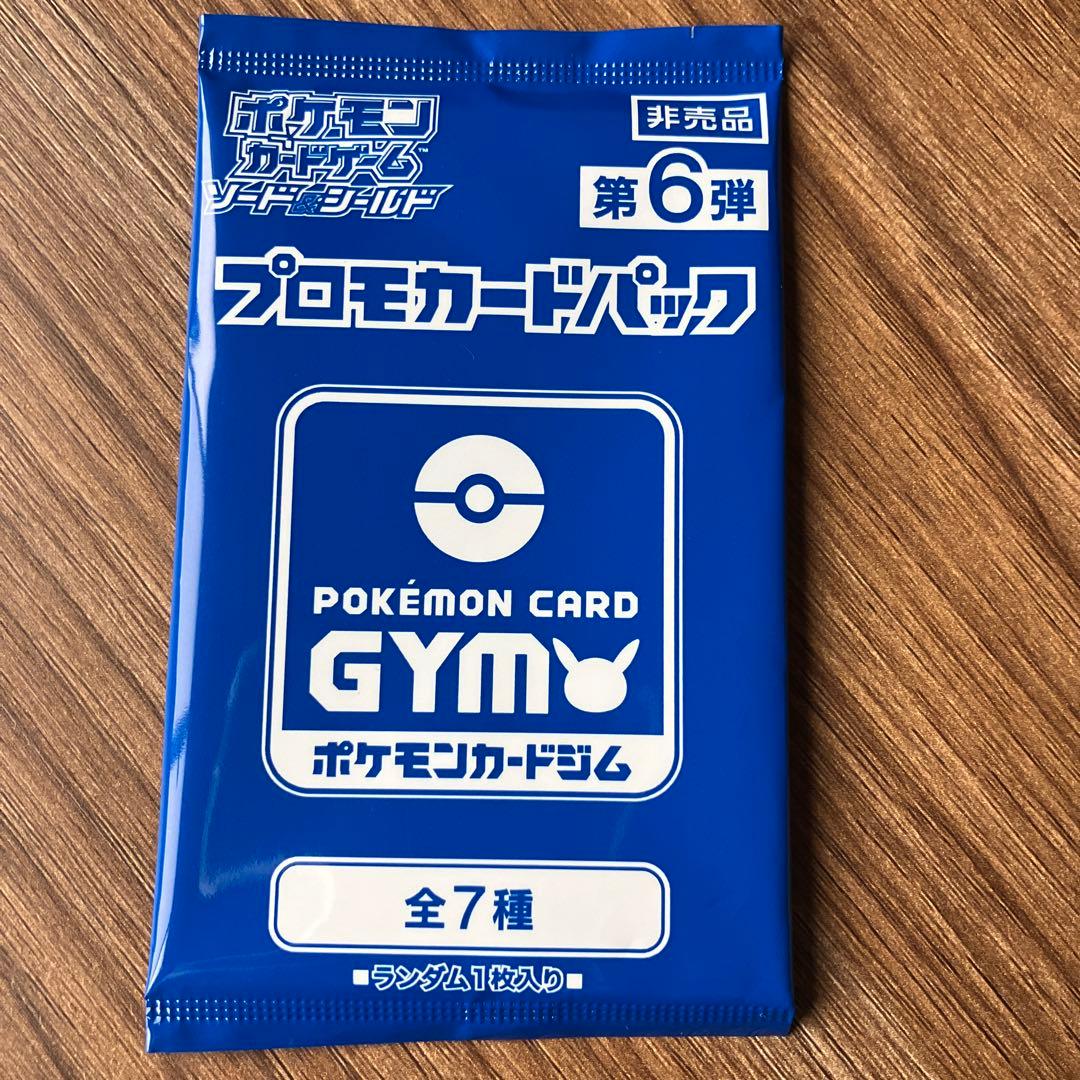 ポケモン
カードゲーム™
ソード&シールド
非売品
第6弾
プロモカードパック
POKÉMON CARD
GYM
ポケモンカードジム
全7種
■ランダム1枚入り■